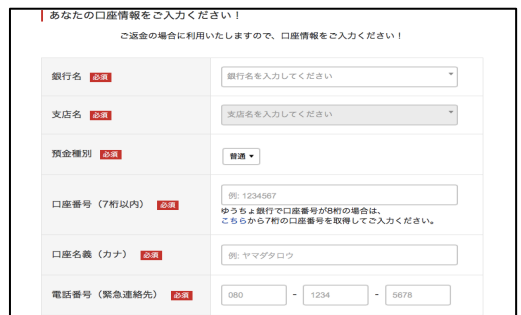 あなたの口座情報をご入力ください！
ご返金の場合に利用いたしますので、口座情報をご入力ください！
銀行名 必須 銀行名を入力してください
支店名 必須 支店名を入力してください
預金種別 必須 普通
口座番号（7桁以内） 必須 例: 1234567
ゆうちょ銀行で口座番号が8桁の場合は、
こちらから7桁の口座番号を取得してご入力ください。
口座名義（カナ） 必須 例: ヤマダタロウ
電話番号（緊急連絡先） 必須 080 - 1234 - 5678